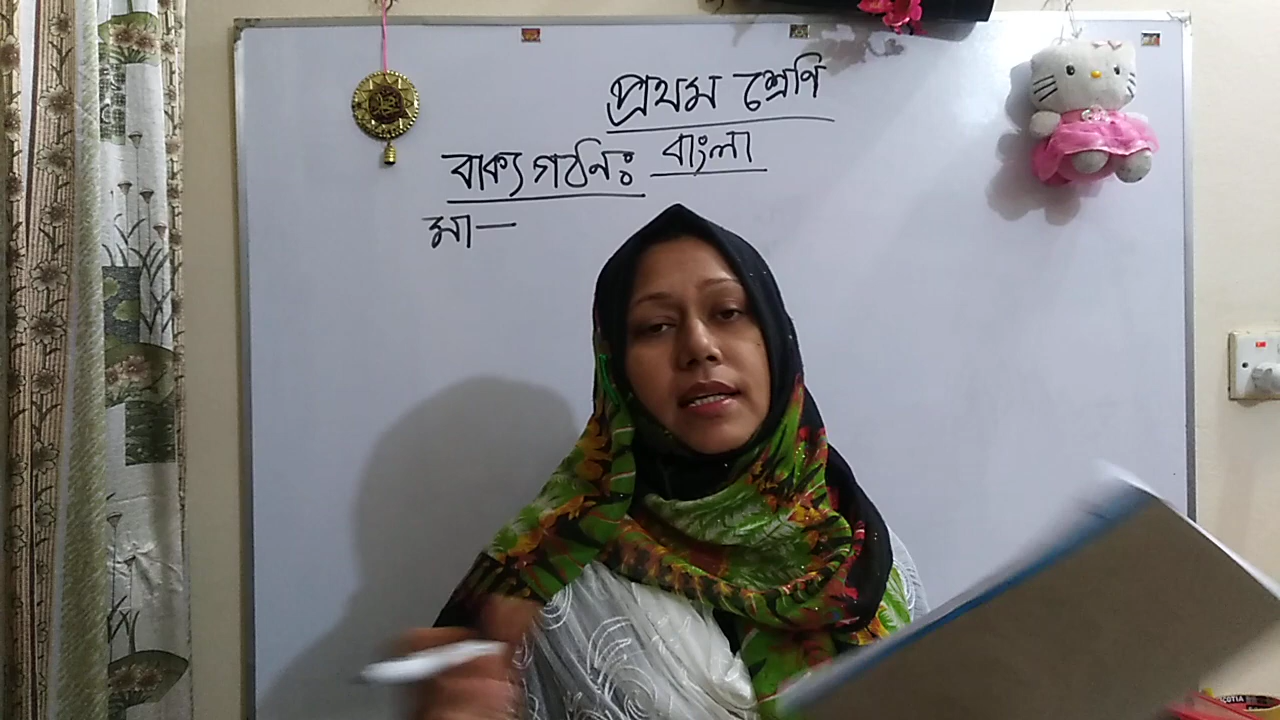 প্রথম শ্রেণি
বাংলা
বাক্য গঠনঃ
মা—